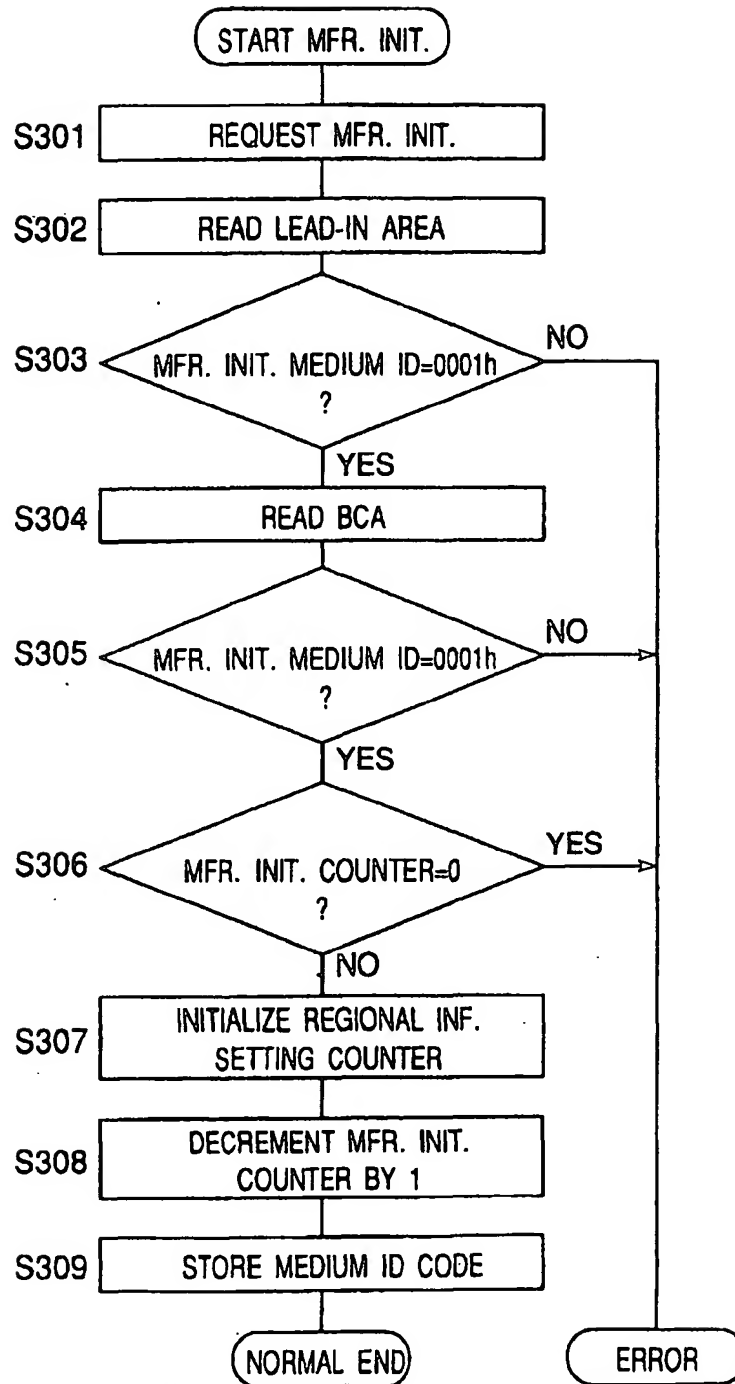 START MFR. INIT.
S301
REQUEST MFR. INIT.
S302
READ LEAD-IN AREA
S303
MFR. INIT. MEDIUM ID=0001h
?
NO
YES
S304
READ BCA
S305
MFR. INIT. MEDIUM ID=0001h
?
NO
YES
S306
MFR. INIT. COUNTER=0
?
YES
NO
S307
INITIALIZE REGIONAL INF.
SETTING COUNTER
S308
DECREMENT MFR. INIT.
COUNTER BY 1
S309
STORE MEDIUM ID CODE
NORMAL END
ERROR